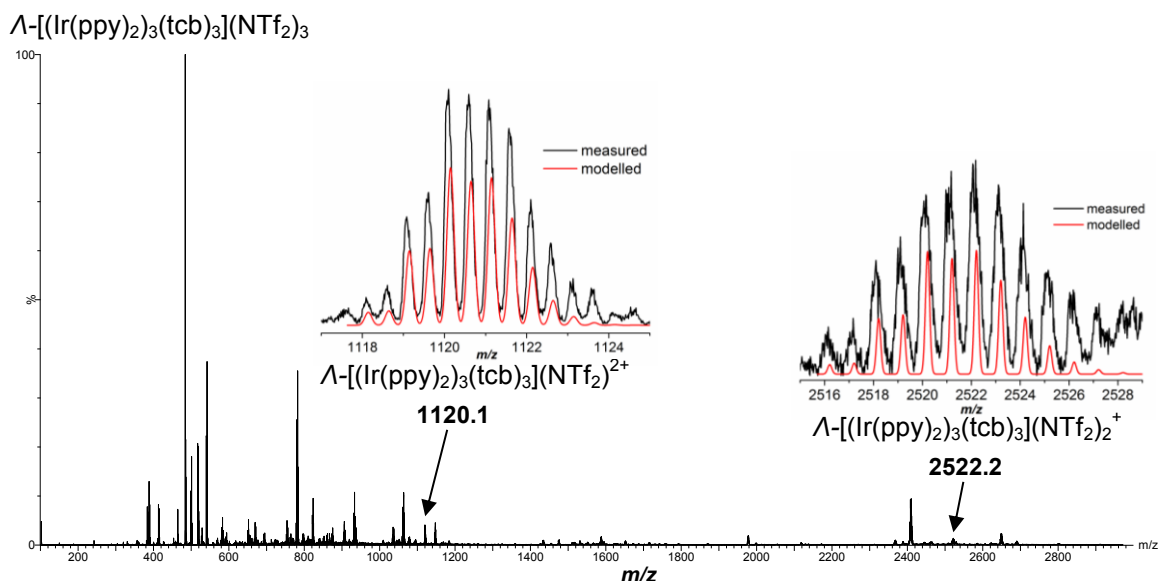 Λ-[(Ir(ppy)₂)₃(tcb)₃](NTf₂)₃
100
%
0
measured
modelled
1118 1120 1122 1124
m/z
Λ-[(Ir(ppy)₂)₃(tcb)₃](NTf₂)²⁺
1120.1
measured
modelled
2516 2518 2520 2522 2524 2526 2528
m/z
Λ-[(Ir(ppy)₂)₃(tcb)₃](NTf₂)₂⁺
2522.2
200 400 600 800 1000 1200 1400 1600 1800 2000 2200 2400 2600 2800
m/z
m/z